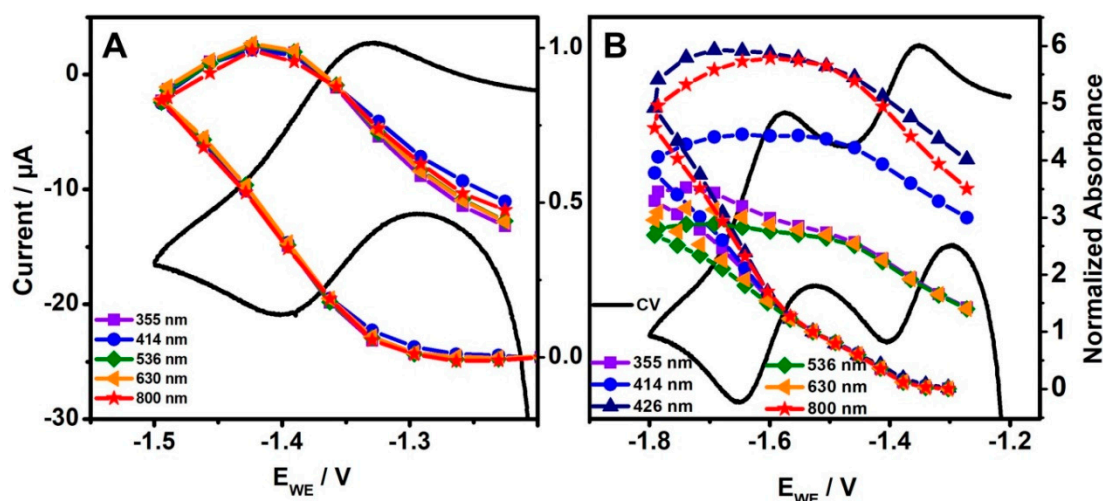 A
B
Current / µA
0
-10
-20
-30
1.0
0.5
0.0
355 nm
414 nm
536 nm
630 nm
800 nm
-1.5
-1.4
-1.3
E_WE / V
CV
355 nm
414 nm
426 nm
536 nm
630 nm
800 nm
6
5
4
3
2
1
0
Normalized Absorbance
-1.8
-1.6
-1.4
-1.2
E_WE / V